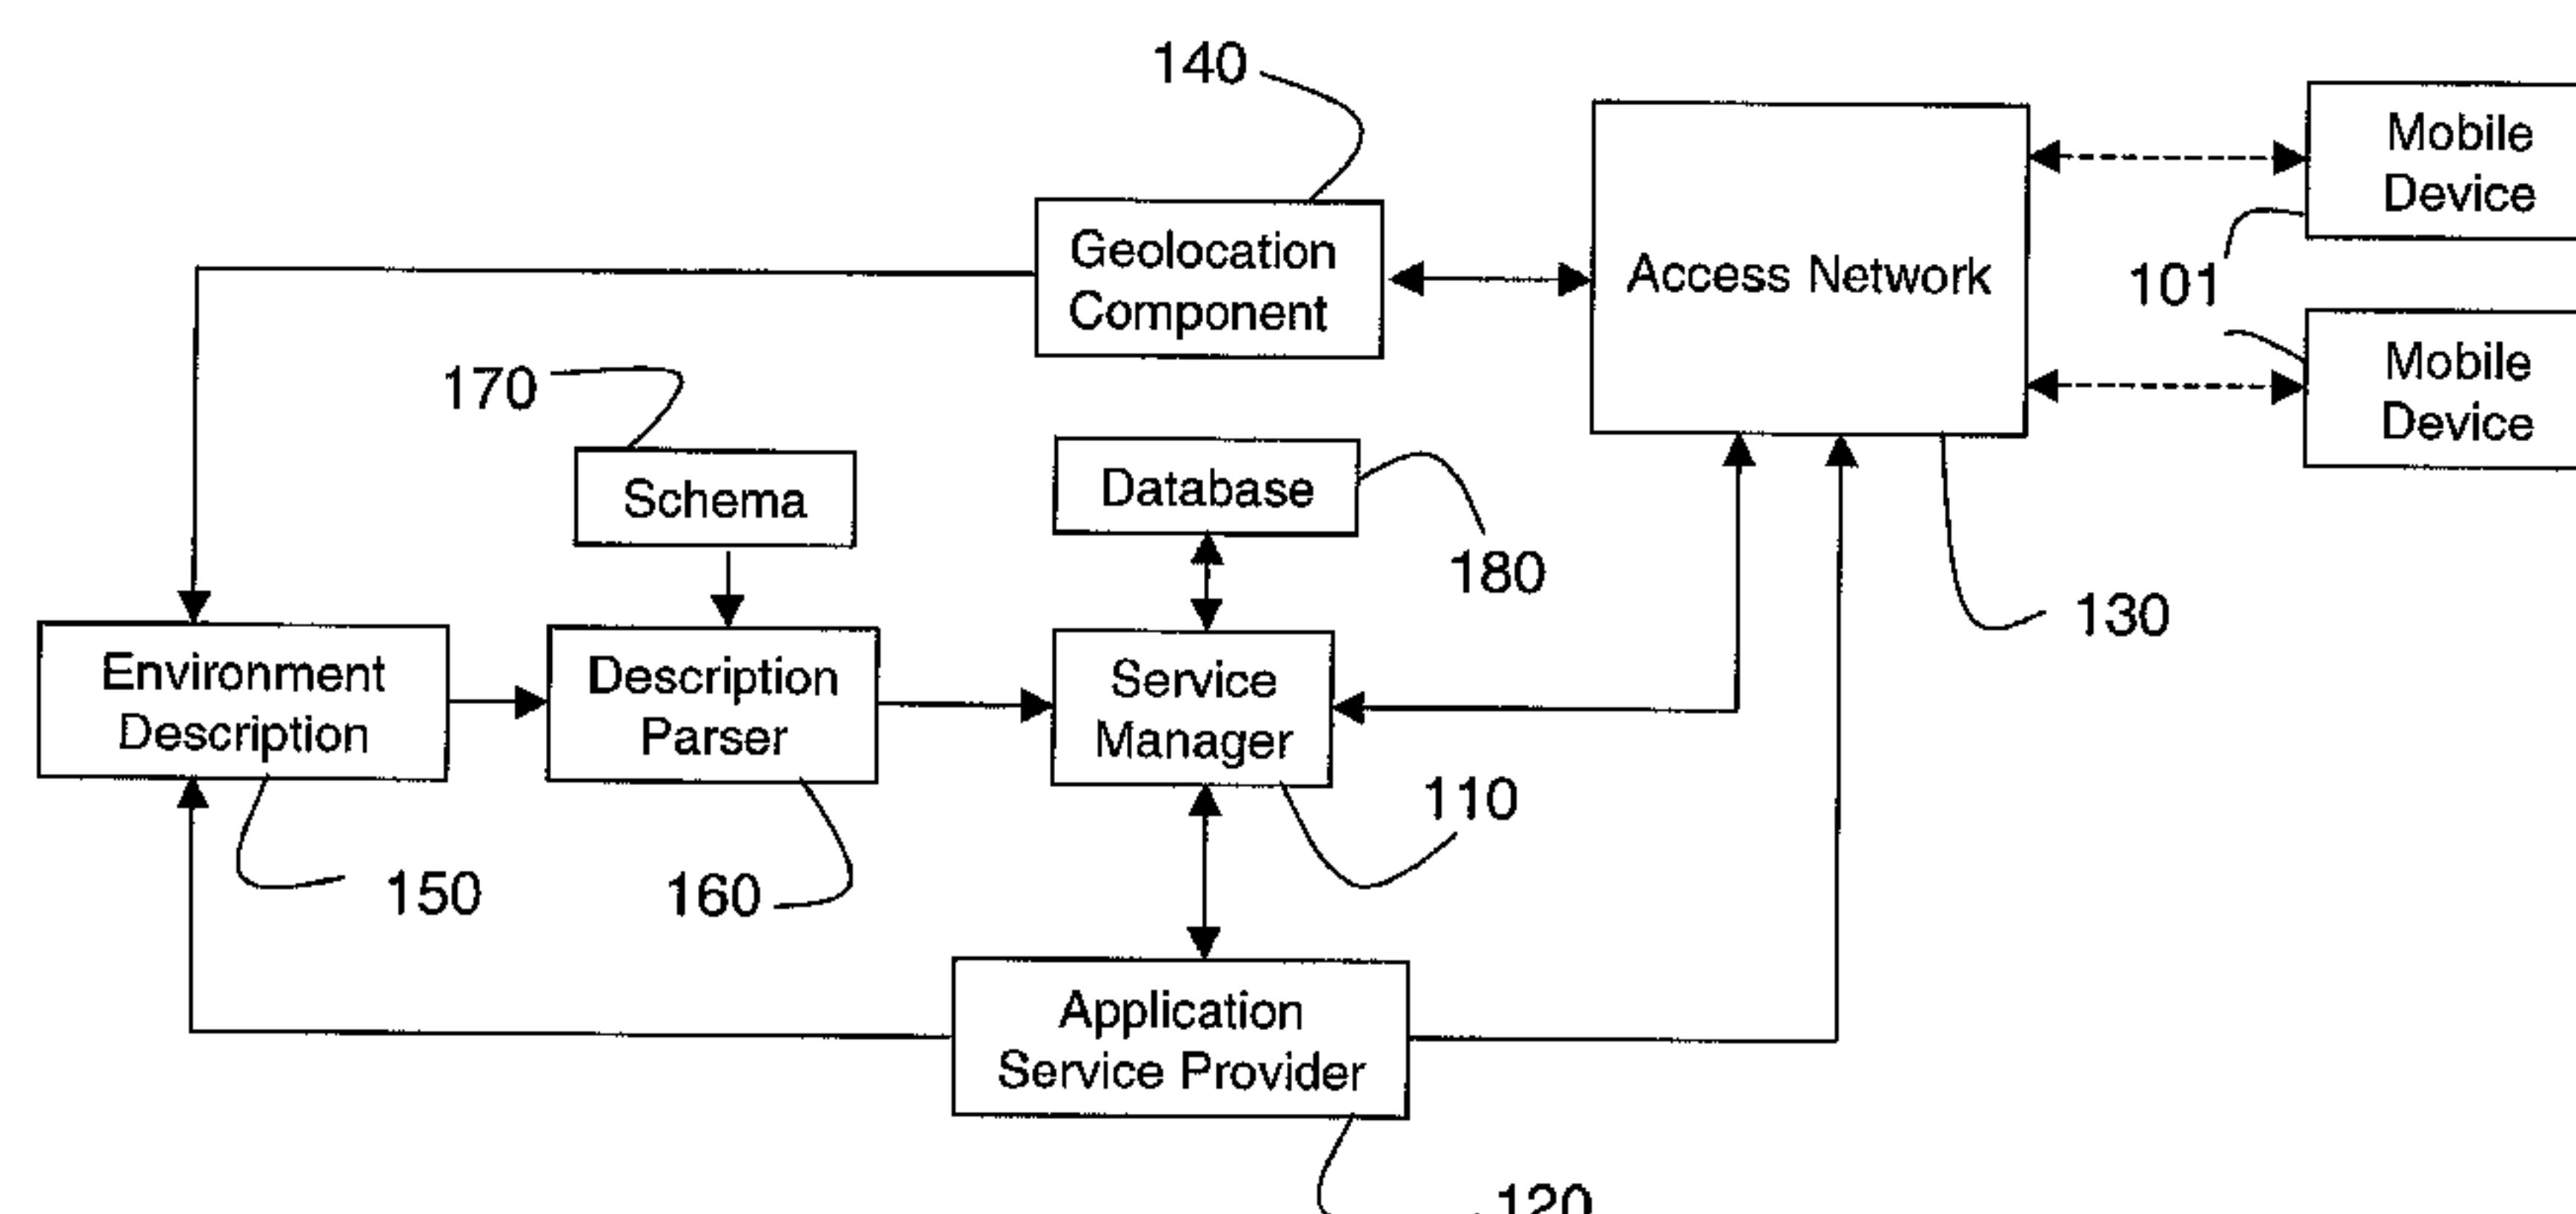 140
Mobile
Device
Geolocation
Component
Access Network
101
170
Mobile
Device
Schema
Database
180
130
Environment
Description
Description
Parser
Service
Manager
110
150
160
Application
Service Provider
120